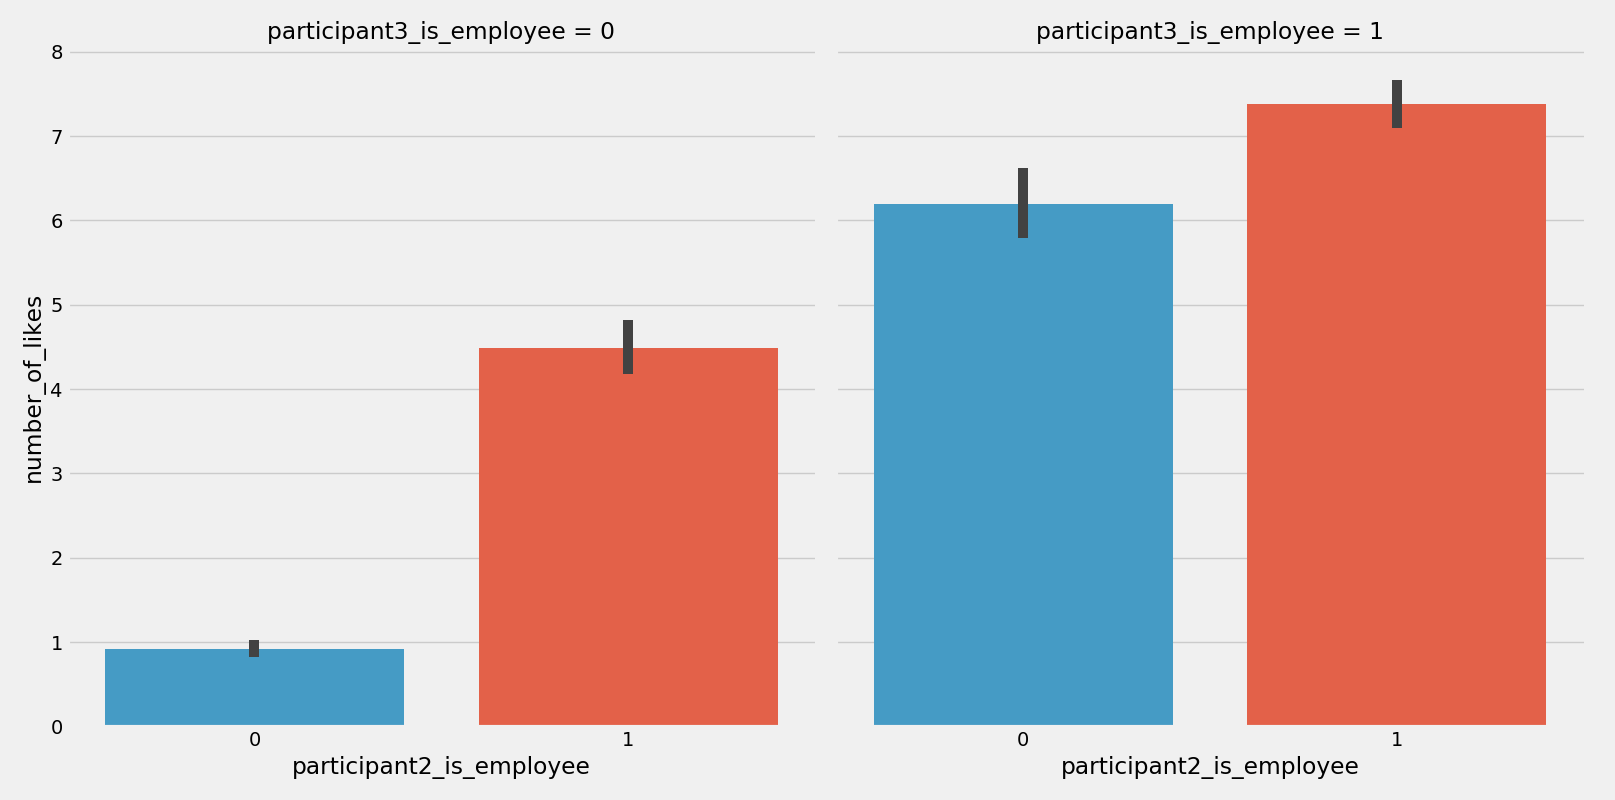 participant3_is_employee = 0
participant3_is_employee = 1
number_of_likes
8
7
6
5
4
3
2
1
0
0
1
0
1
participant2_is_employee
participant2_is_employee